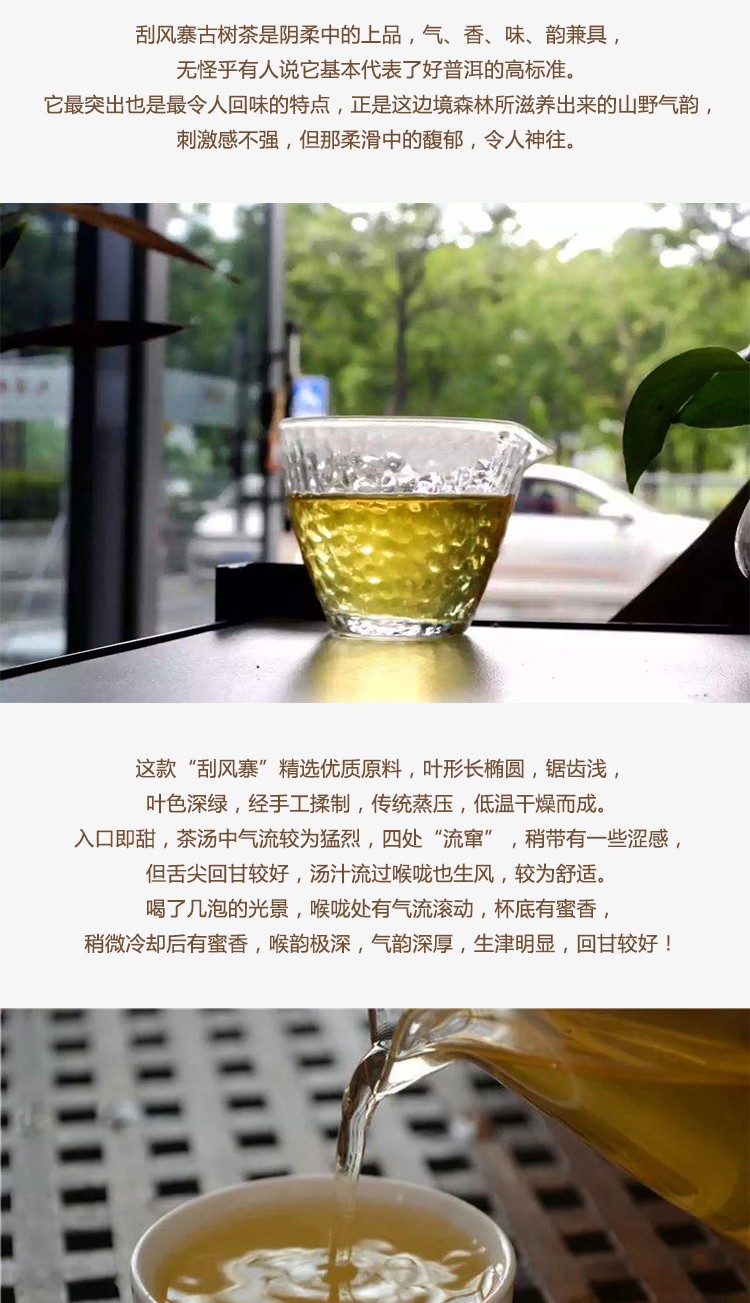 刮风寨古树茶是阴柔中的上品，气、香、味、韵兼具，
无怪乎有人说它基本代表了好普洱的高标准。
它最突出也是最令人回味的特点，正是这边境森林所滋养出来的山野气韵，
刺激感不强，但那柔滑中的馥郁，令人神往。
这款“刮风寨”精选优质原料，叶形长椭圆，锯齿浅，
叶色深绿，经手工揉制，传统蒸压，低温干燥而成。
入口即甜，茶汤中气流较为猛烈，四处“流窜”，稍带有一些涩感，
但舌尖回甘较好，汤汁流过喉咙也生风，较为舒适。
喝了几泡的光景，喉咙处有气流滚动，杯底有蜜香，
稍微冷却后有蜜香，喉韵极深，气韵深厚，生津明显，回甘较好！